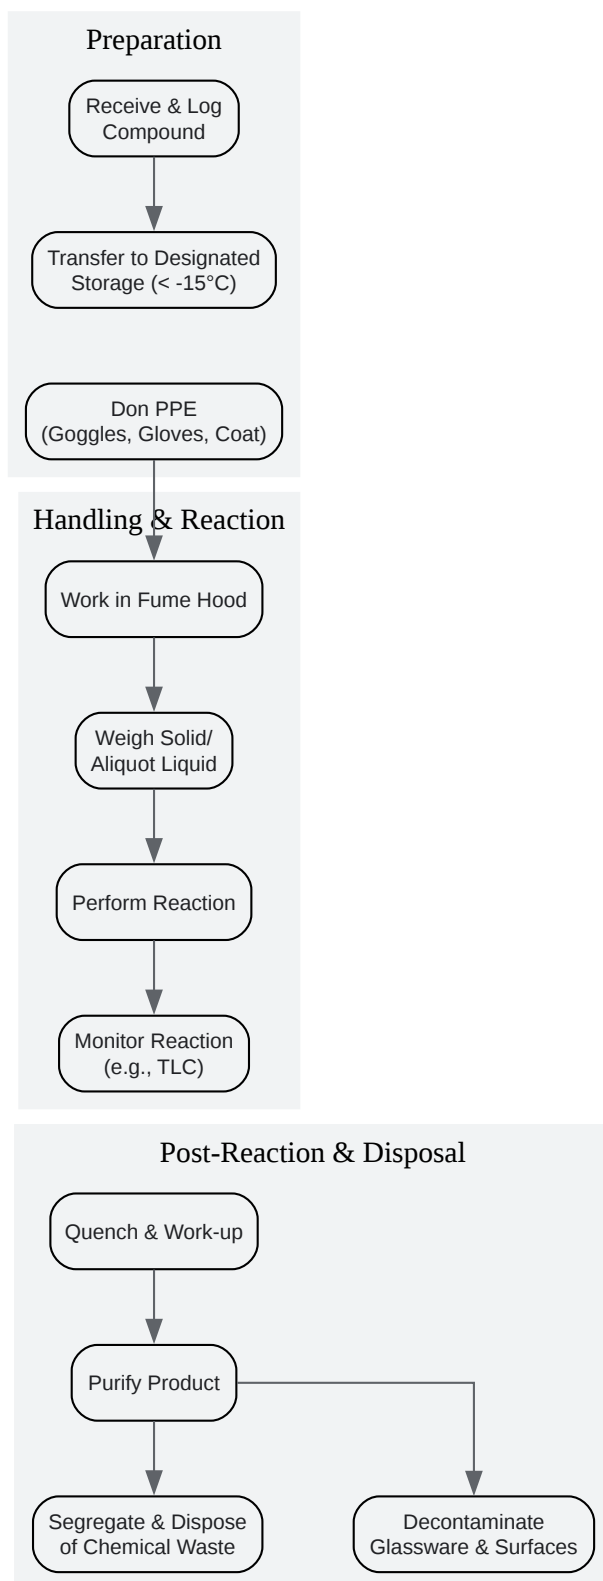 Preparation
Receive & Log
Compound
Transfer to Designated
Storage (< -15°C)
Don PPE
(Goggles, Gloves, Coat)
Handling & Reaction
Work in Fume Hood
Weigh Solid/
Aliquot Liquid
Perform Reaction
Monitor Reaction
(e.g., TLC)
Post-Reaction & Disposal
Quench & Work-up
Purify Product
Segregate & Dispose
of Chemical Waste
Decontaminate
Glassware & Surfaces